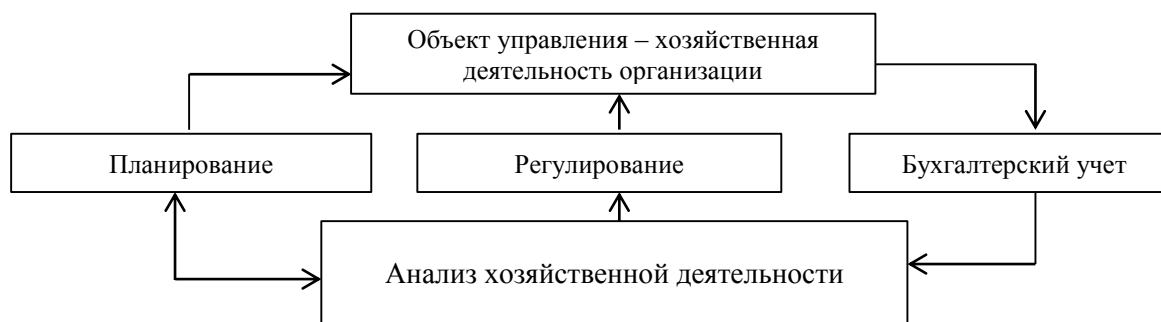 Объект управления – хозяйственная
деятельность организации
Планирование
Регулирование
Бухгалтерский учет
Анализ хозяйственной деятельности